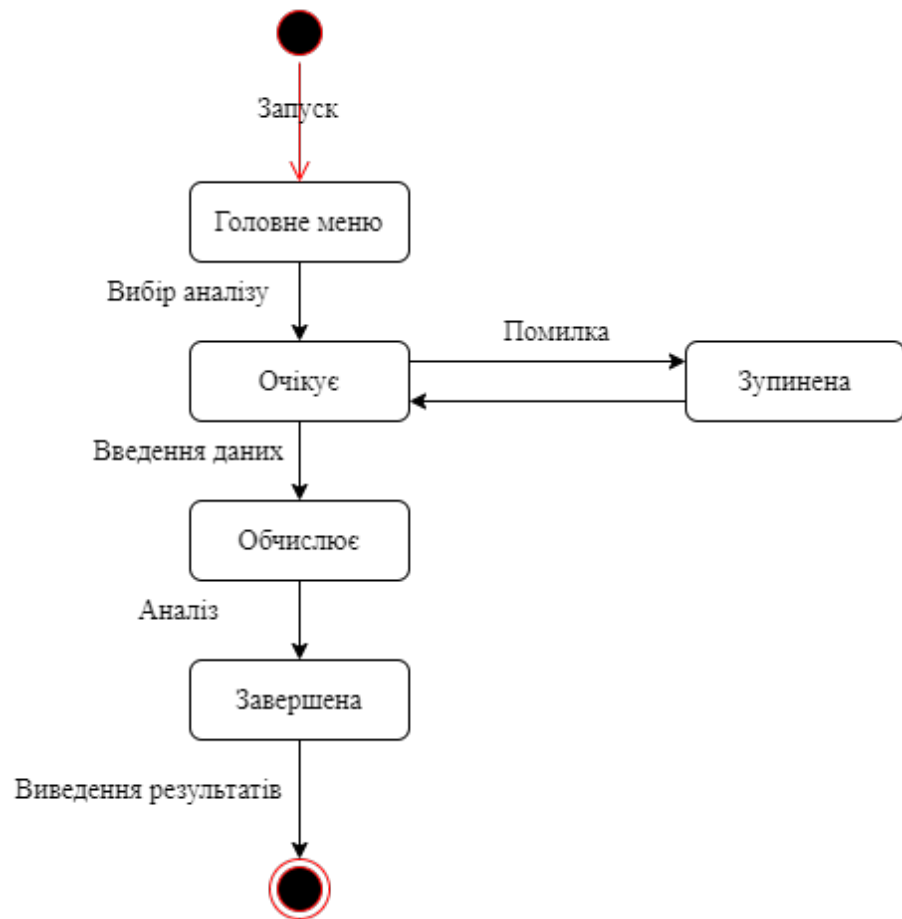 Запуск
Головне меню
Вибір аналізу
Помилка
Очікує
Зупинена
Введення даних
Обчислює
Аналіз
Завершена
Виведення результатів